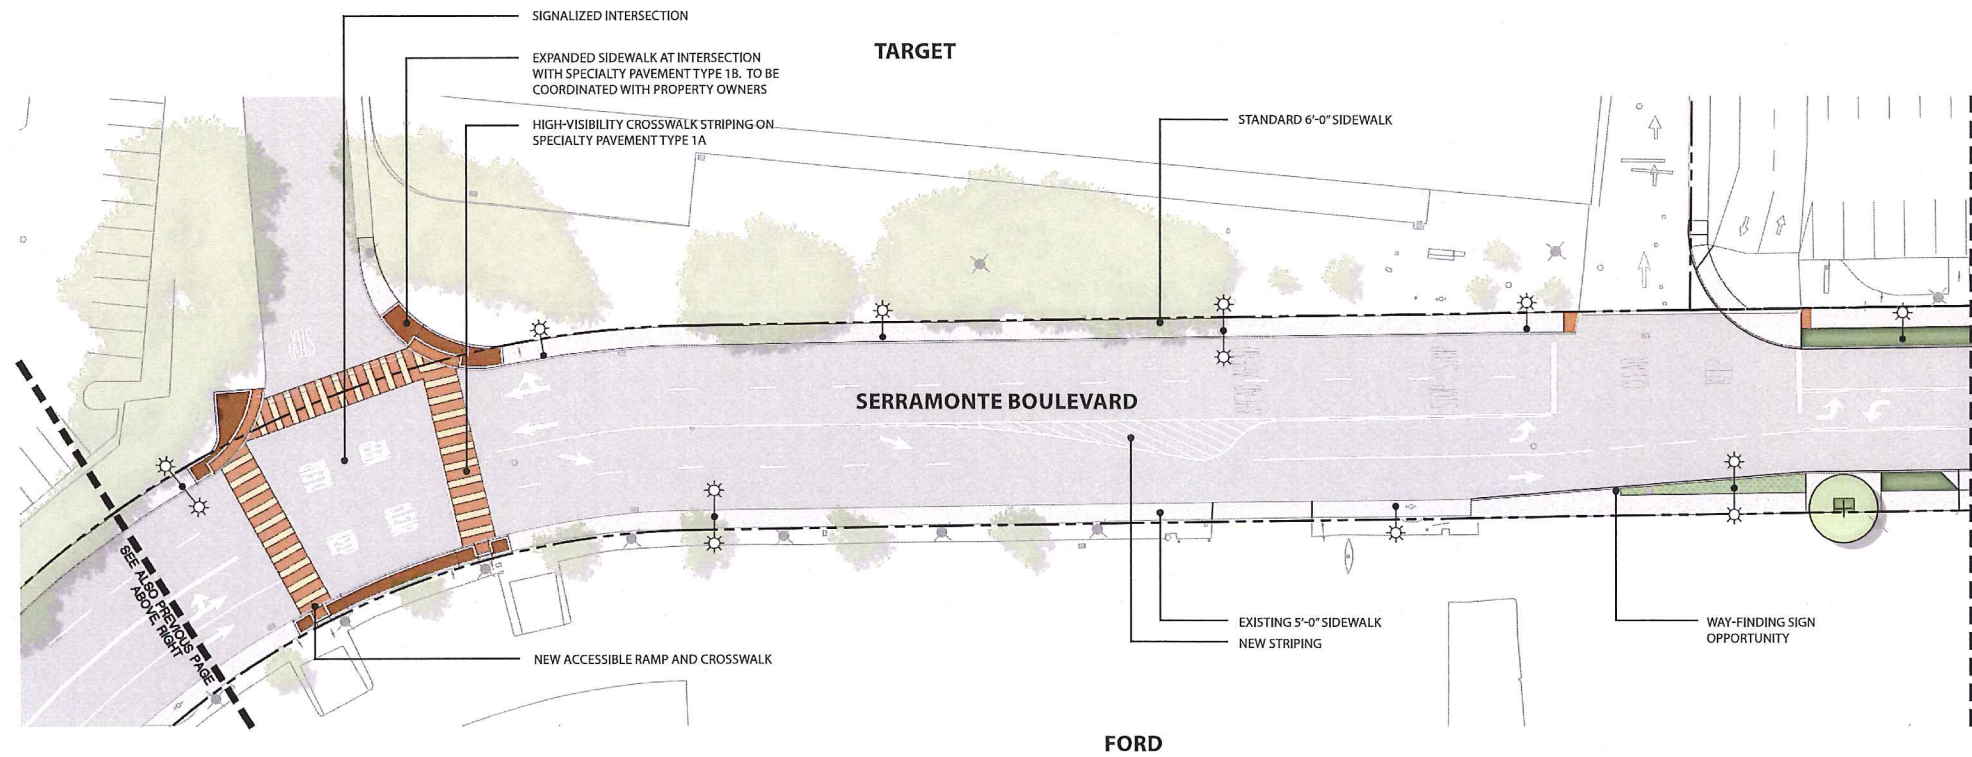 SIGNALIZED INTERSECTION
TARGET
EXPANDED SIDEWALK AT INTERSECTION
WITH SPECIALTY PAVEMENT TYPE 1B. TO BE
COORDINATED WITH PROPERTY OWNERS
HIGH-VISIBILITY CROSSWALK STRIPING ON
SPECIALTY PAVEMENT TYPE 1A
STANDARD 6'-0" SIDEWALK
SERRAMONTE BOULEVARD
SEE ALSO PREVIOUS PAGE
ABOVE, RIGHT
EXISTING 5'-0" SIDEWALK
NEW STRIPING
WAY-FINDING SIGN
OPPORTUNITY
NEW ACCESSIBLE RAMP AND CROSSWALK
FORD